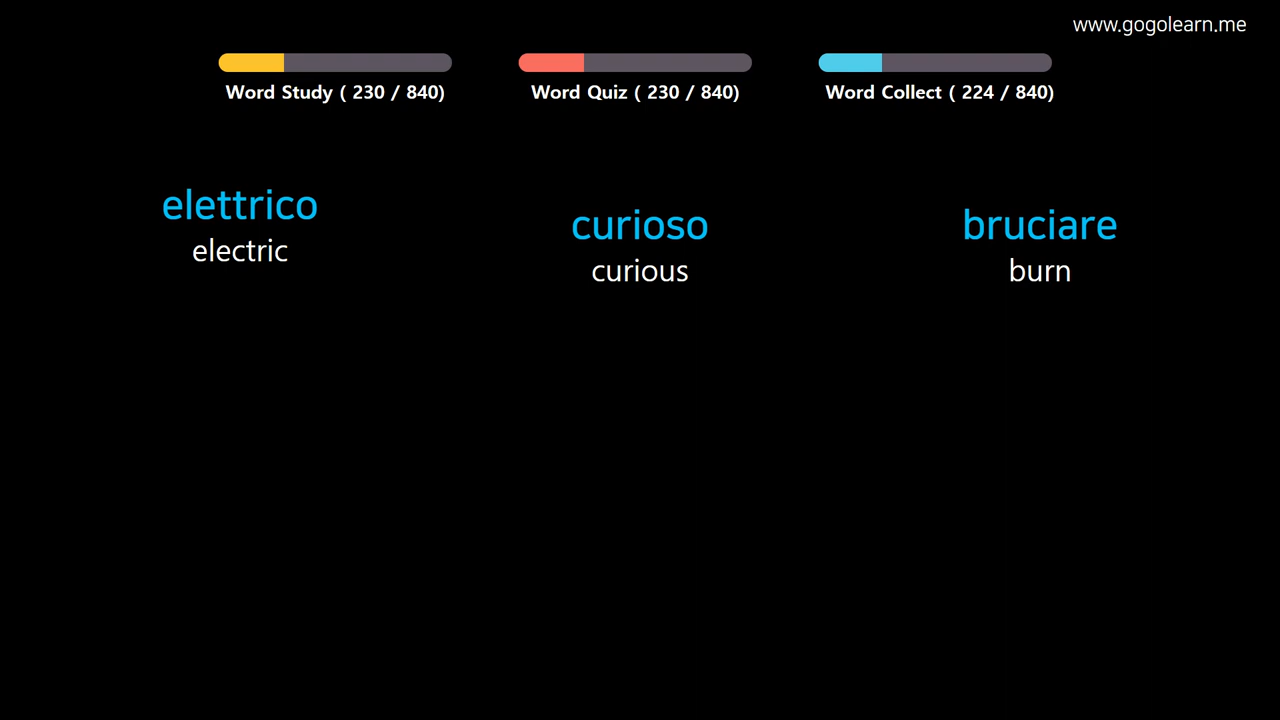 www.gogolearn.me
Word Study ( 230 / 840)
Word Quiz ( 230 / 840)
Word Collect ( 224 / 840)
elettrico
electric
curioso
curious
bruciare
burn